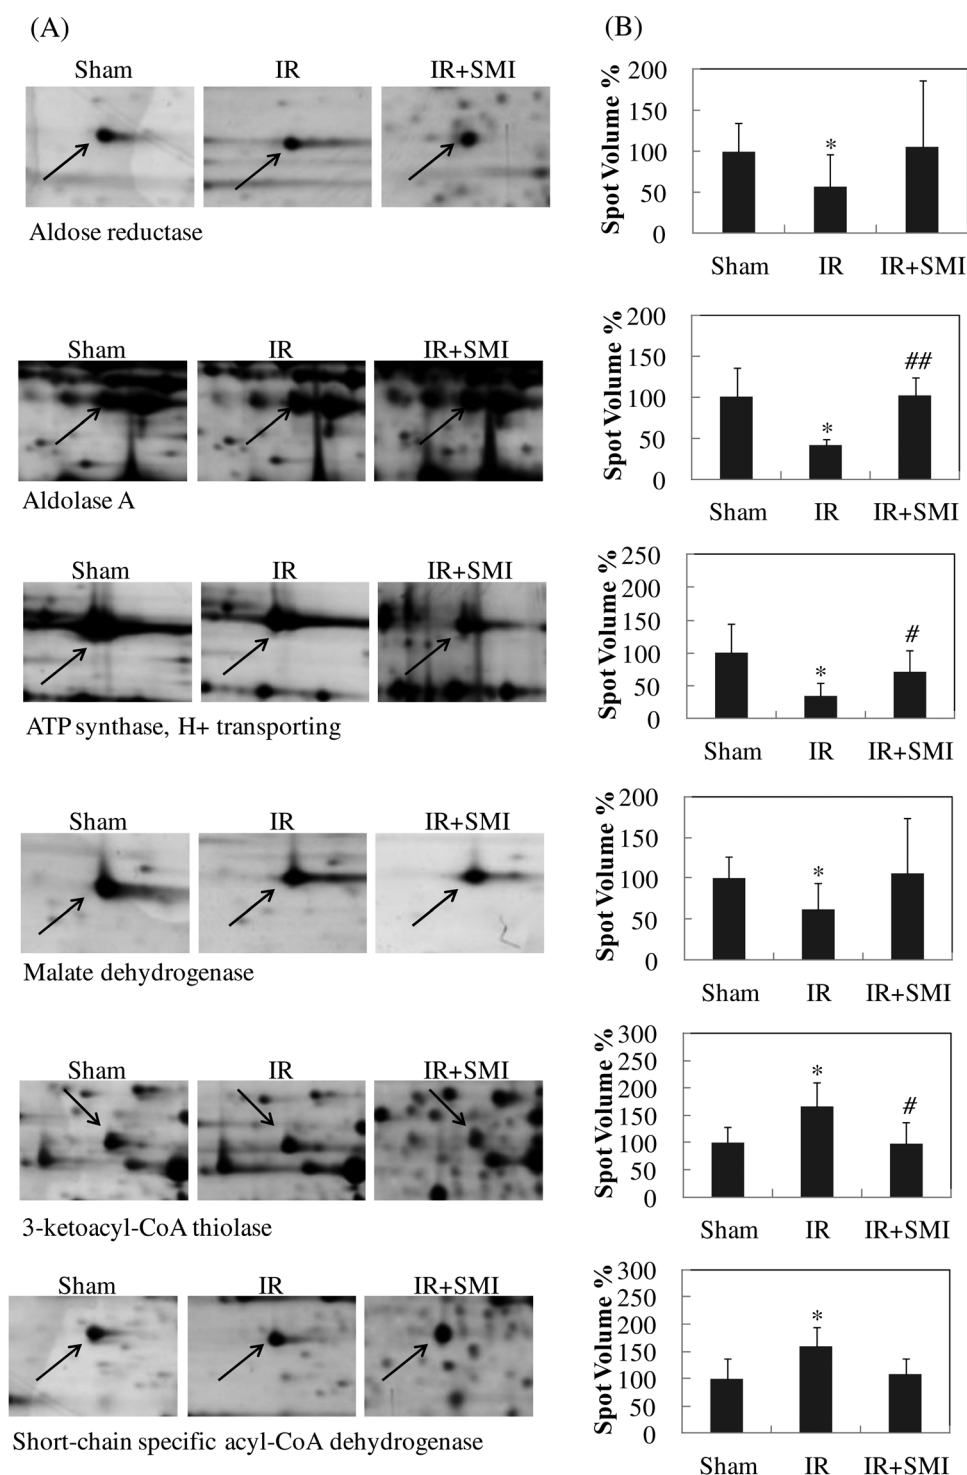 (A)
(B)
Sham IR IR+SMI
Aldose reductase
Spot Volume %
200
150
100
50
0
*
Sham IR IR+SMI
Sham IR IR+SMI
Aldolase A
Spot Volume %
200
150
100
50
0
*
##
Sham IR IR+SMI
Sham IR IR+SMI
ATP synthase, H+ transporting
Spot Volume %
250
200
150
100
50
0
*
#
Sham IR IR+SMI
Sham IR IR+SMI
Malate dehydrogenase
Spot Volume %
200
150
100
50
0
*
Sham IR IR+SMI
Sham IR IR+SMI
3-ketoacyl-CoA thiolase
Spot Volume %
300
250
200
150
100
50
0
*
#
Sham IR IR+SMI
Sham IR IR+SMI
Short-chain specific acyl-CoA dehydrogenase
Spot Volume %
300
250
200
150
100
50
0
*
Sham IR IR+SMI